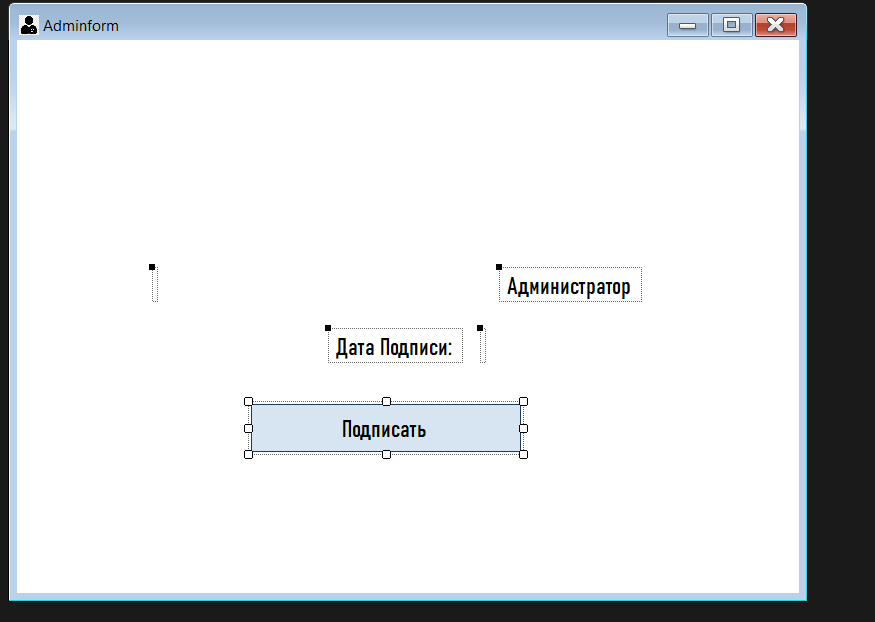 Adminform
Администратор
Дата Подписи:
Подписать